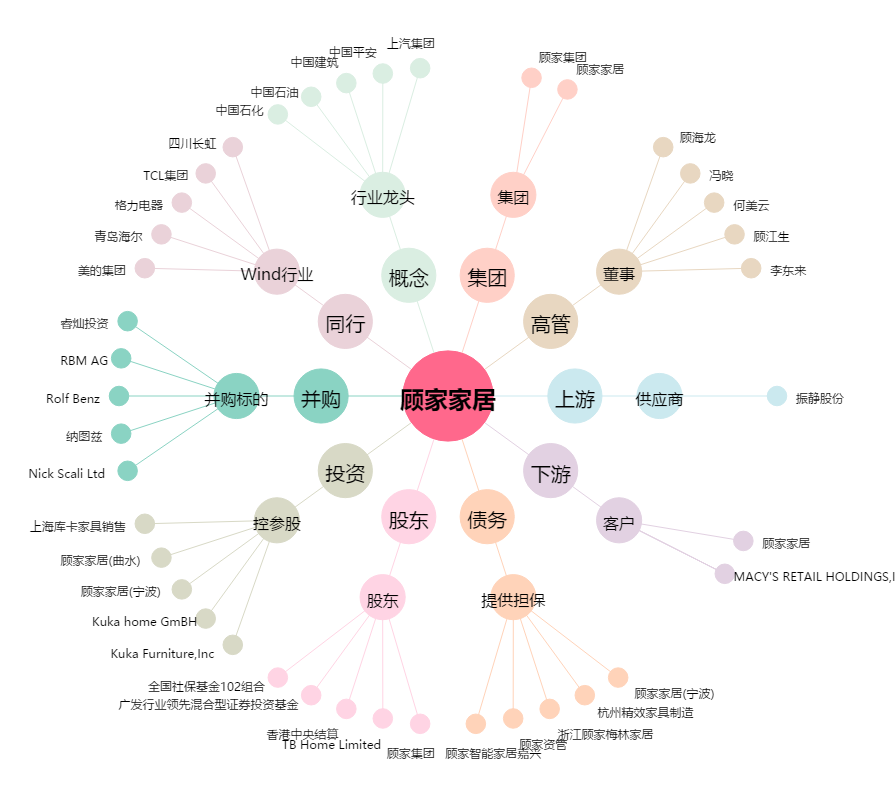 上汽集团
中国平安
中国建筑
中国石油
中国石化
行业龙头
概念
顾家集团
顾家家居
集团
集团
顾海龙
冯晓
何美云
顾江生
李东来
董事
高管
四川长虹
TCL集团
格力电器
青岛海尔
美的集团
Wind行业
同行
睿灿投资
RBM AG
Rolf Benz
纳图兹
Nick Scali Ltd
并购标的
并购
顾家家居
上游
供应商
振静股份
投资
控参股
上海库卡家具销售
顾家家居(曲水)
顾家家居(宁波)
Kuka home GmBH
Kuka Furniture,Inc
下游
客户
顾家家居
MACY'S RETAIL HOLDINGS,I
股东
股东
全国社保基金102组合
广发行业领先混合型证券投资基金
香港中央结算
TB Home Limited
顾家集团
债务
提供担保
顾家家居(宁波)
杭州精效家具制造
浙江顾家梅林家居
顾家资管
顾家智能家居嘉兴